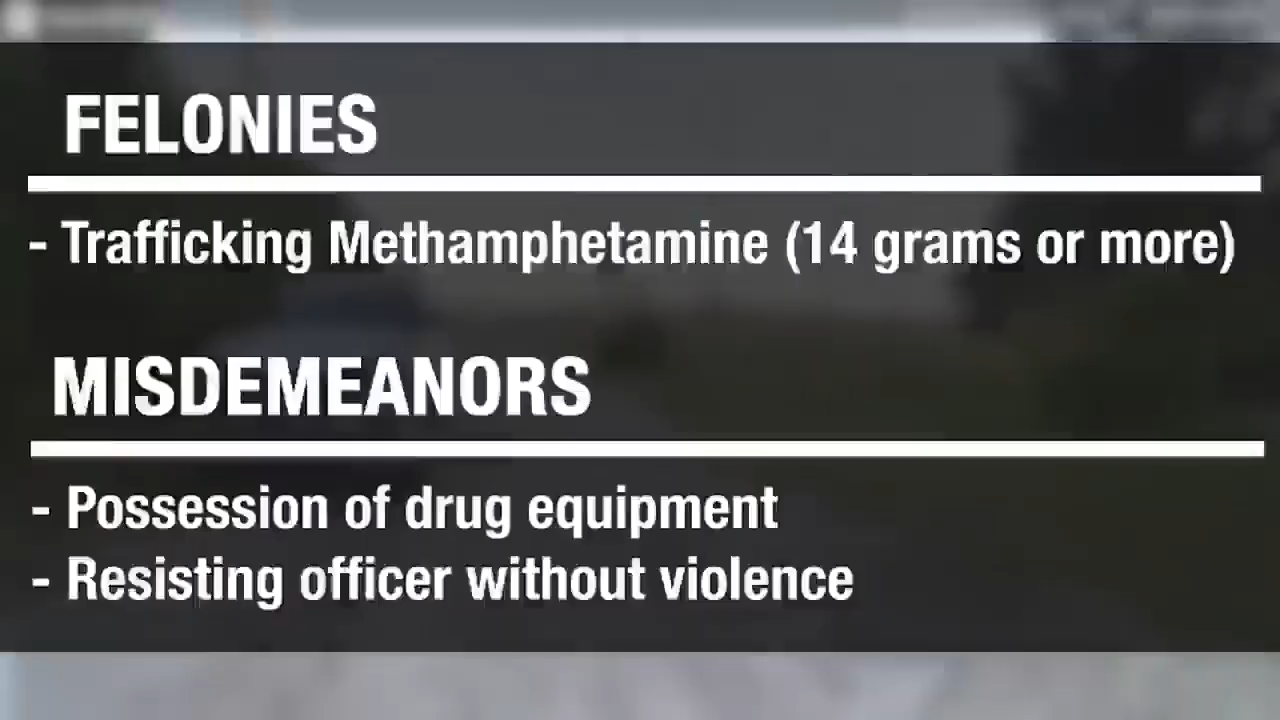 FELONIES
- Trafficking Methamphetamine (14 grams or more)
MISDEMEANORS
- Possession of drug equipment
- Resisting officer without violence